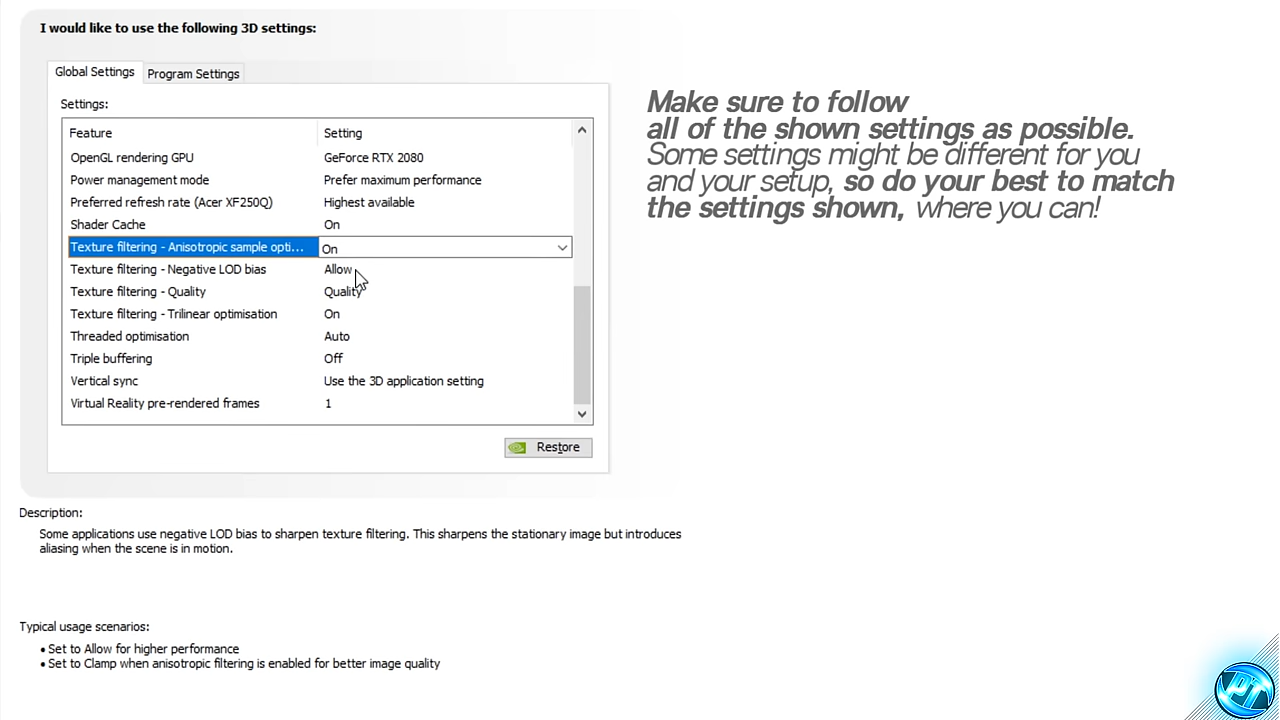 I would like to use the following 3D settings:
Global Settings
Program Settings
Settings:
Feature Setting
OpenGL rendering GPU GeForce RTX 2080
Power management mode Prefer maximum performance
Preferred refresh rate (Acer XF250Q) Highest available
Shader Cache On
Texture filtering - Anisotropic sample opti... On
Texture filtering - Negative LOD bias Allow
Texture filtering - Quality Quality
Texture filtering - Trilinear optimisation On
Threaded optimisation Auto
Triple buffering Off
Vertical sync Use the 3D application setting
Virtual Reality pre-rendered frames 1
Restore
Make sure to follow
all of the shown settings as possible.
Some settings might be different for you
and your setup, so do your best to match
the settings shown, where you can!
Description:
Some applications use negative LOD bias to sharpen texture filtering. This sharpens the stationary image but introduces
aliasing when the scene is in motion.
Typical usage scenarios:
• Set to Allow for higher performance
• Set to Clamp when anisotropic filtering is enabled for better image quality
PT